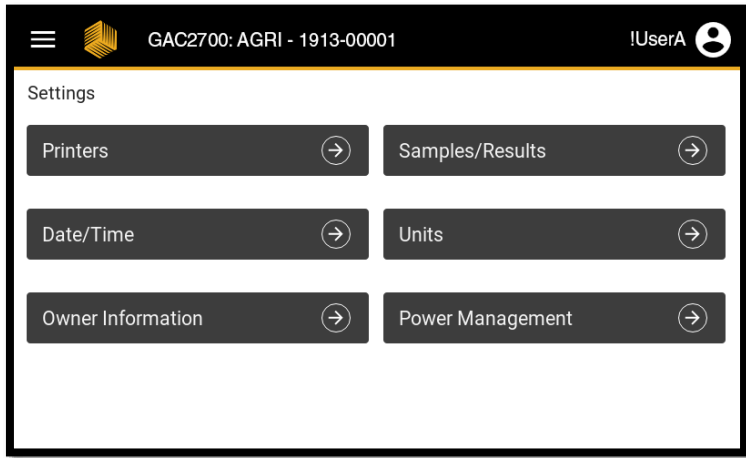 GAC2700: AGRI - 1913-00001 !UserA
Settings
Printers Samples/Results
Date/Time Units
Owner Information Power Management